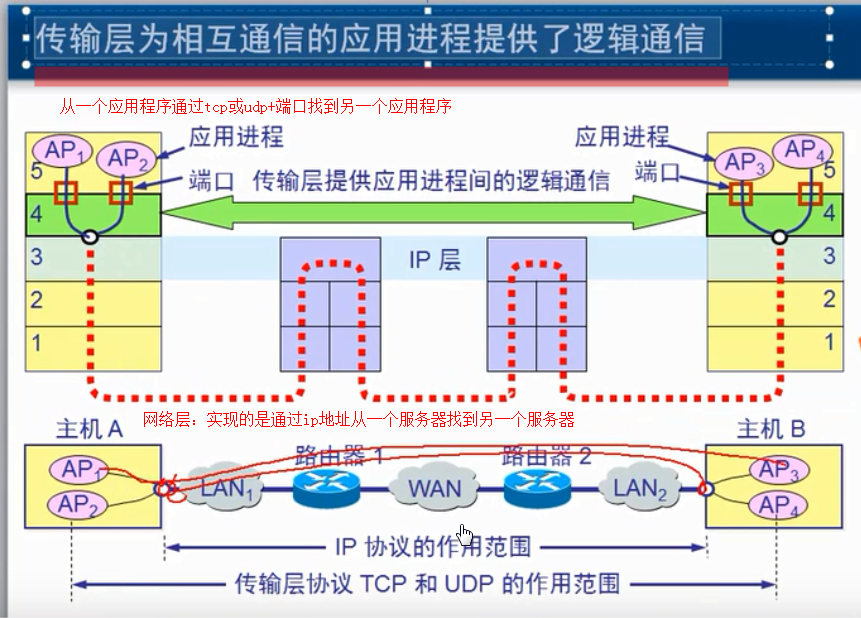 传输层为相互通信的应用进程提供了逻辑通信
从一个应用程序通过tcp或udp+端口找到另一个应用程序
AP1 AP2 应用进程 应用进程 AP3 AP4
5 端口 传输层提供应用进程间的逻辑通信 端口 5
4 4
3 IP 层 3
2 2
1 1
网络层：实现的是通过ip地址从一个服务器找到另一个服务器
主机 A 主机 B
路由器 1 路由器 2
AP1 AP3
LAN1 WAN LAN2
AP2 AP4
IP 协议的作用范围
传输层协议 TCP 和 UDP 的作用范围